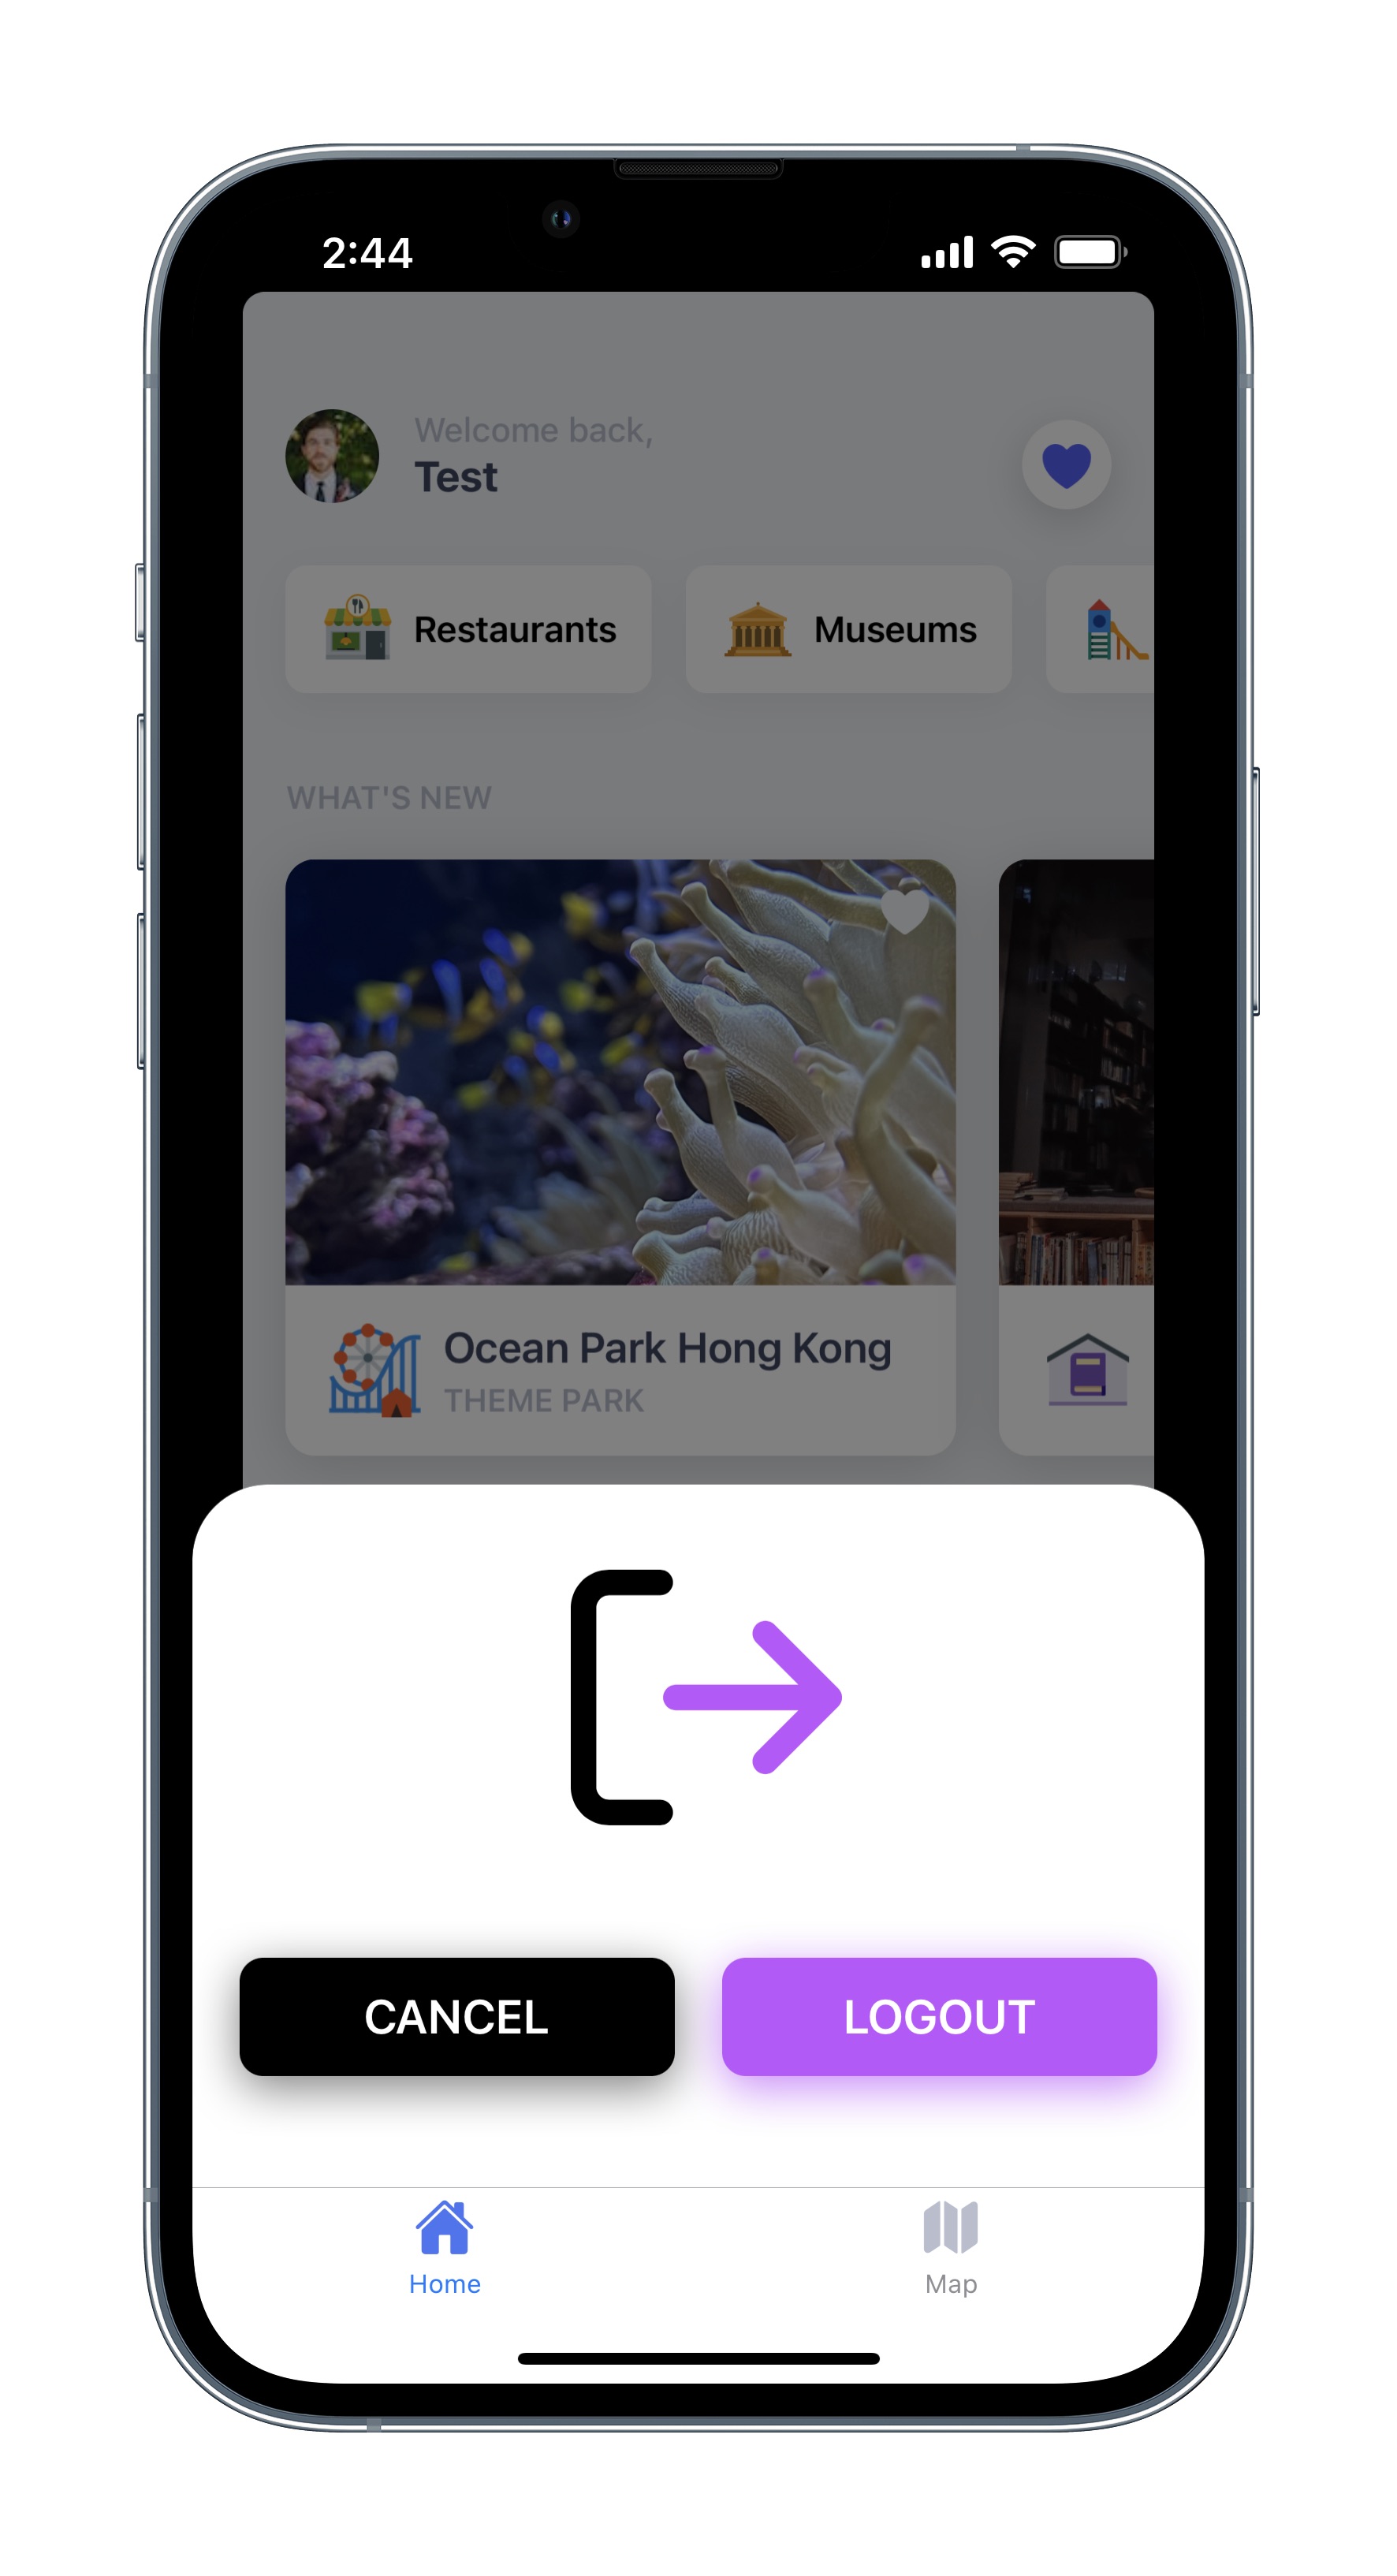 2:44
Welcome back,
Test
Restaurants
Museums
WHAT'S NEW
Ocean Park Hong Kong
THEME PARK
CANCEL
LOGOUT
Home
Map